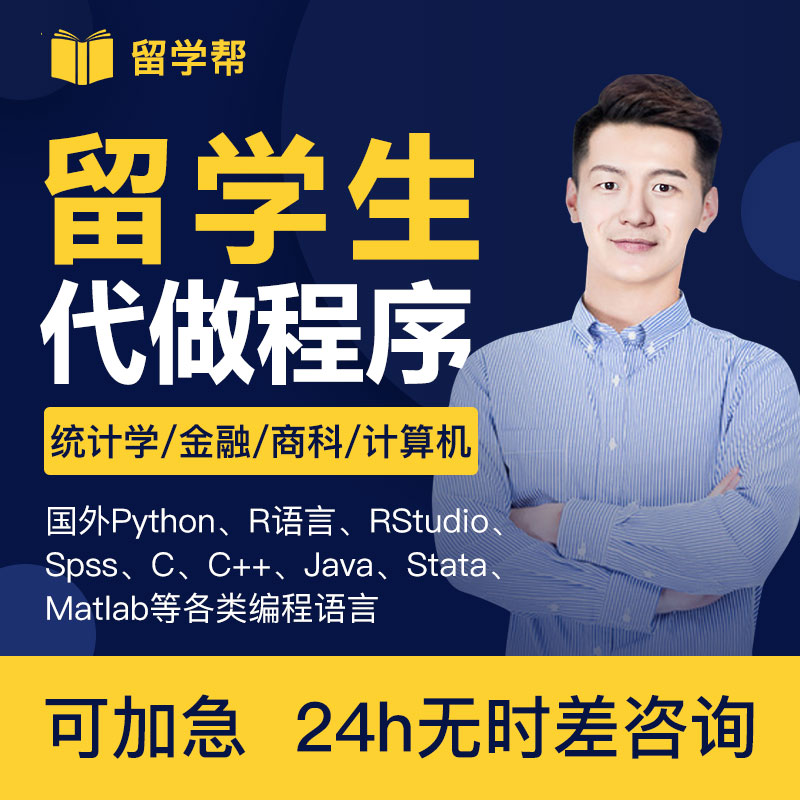 留学帮
留学生
代做程序
统计学/金融/商科/计算机
国外Python、R语言、RStudio、
Spss、C、C++、Java、Stata、
Matlab等各类编程语言
可加急 24h无时差咨询